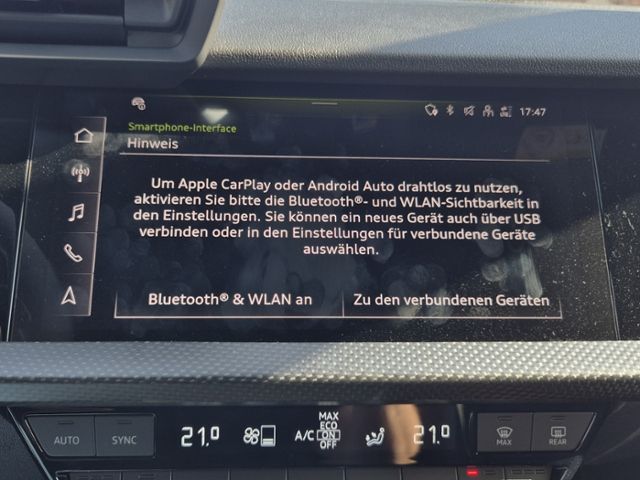 17:47
Smartphone-Interface
Hinweis
Um Apple CarPlay oder Android Auto drahtlos zu nutzen,
aktivieren Sie bitte die Bluetooth®- und WLAN-Sichtbarkeit in
den Einstellungen. Sie können ein neues Gerät auch über USB
verbinden oder in den Einstellungen für verbundene Geräte
auswählen.
Bluetooth® & WLAN an
Zu den verbundenen Geräten
AUTO
SYNC
21.0
A/C
MAX
ECO
ON
OFF
21.0
MAX
REAR